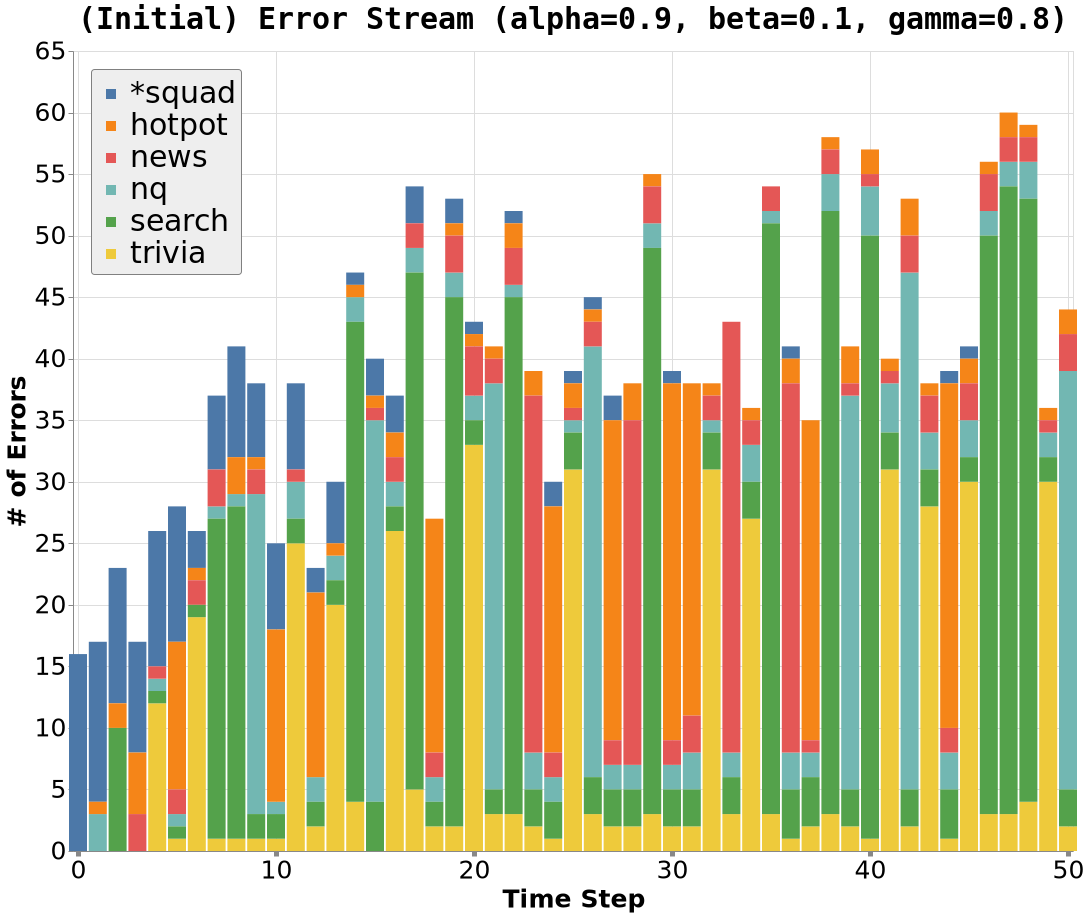 (Initial) Error Stream (alpha=0.9, beta=0.1, gamma=0.8)
65
60
55
50
45
40
35
30
25
20
15
10
5
0
# of Errors
*squad
hotpot
news
nq
search
trivia
0 10 20 30 40 50
Time Step